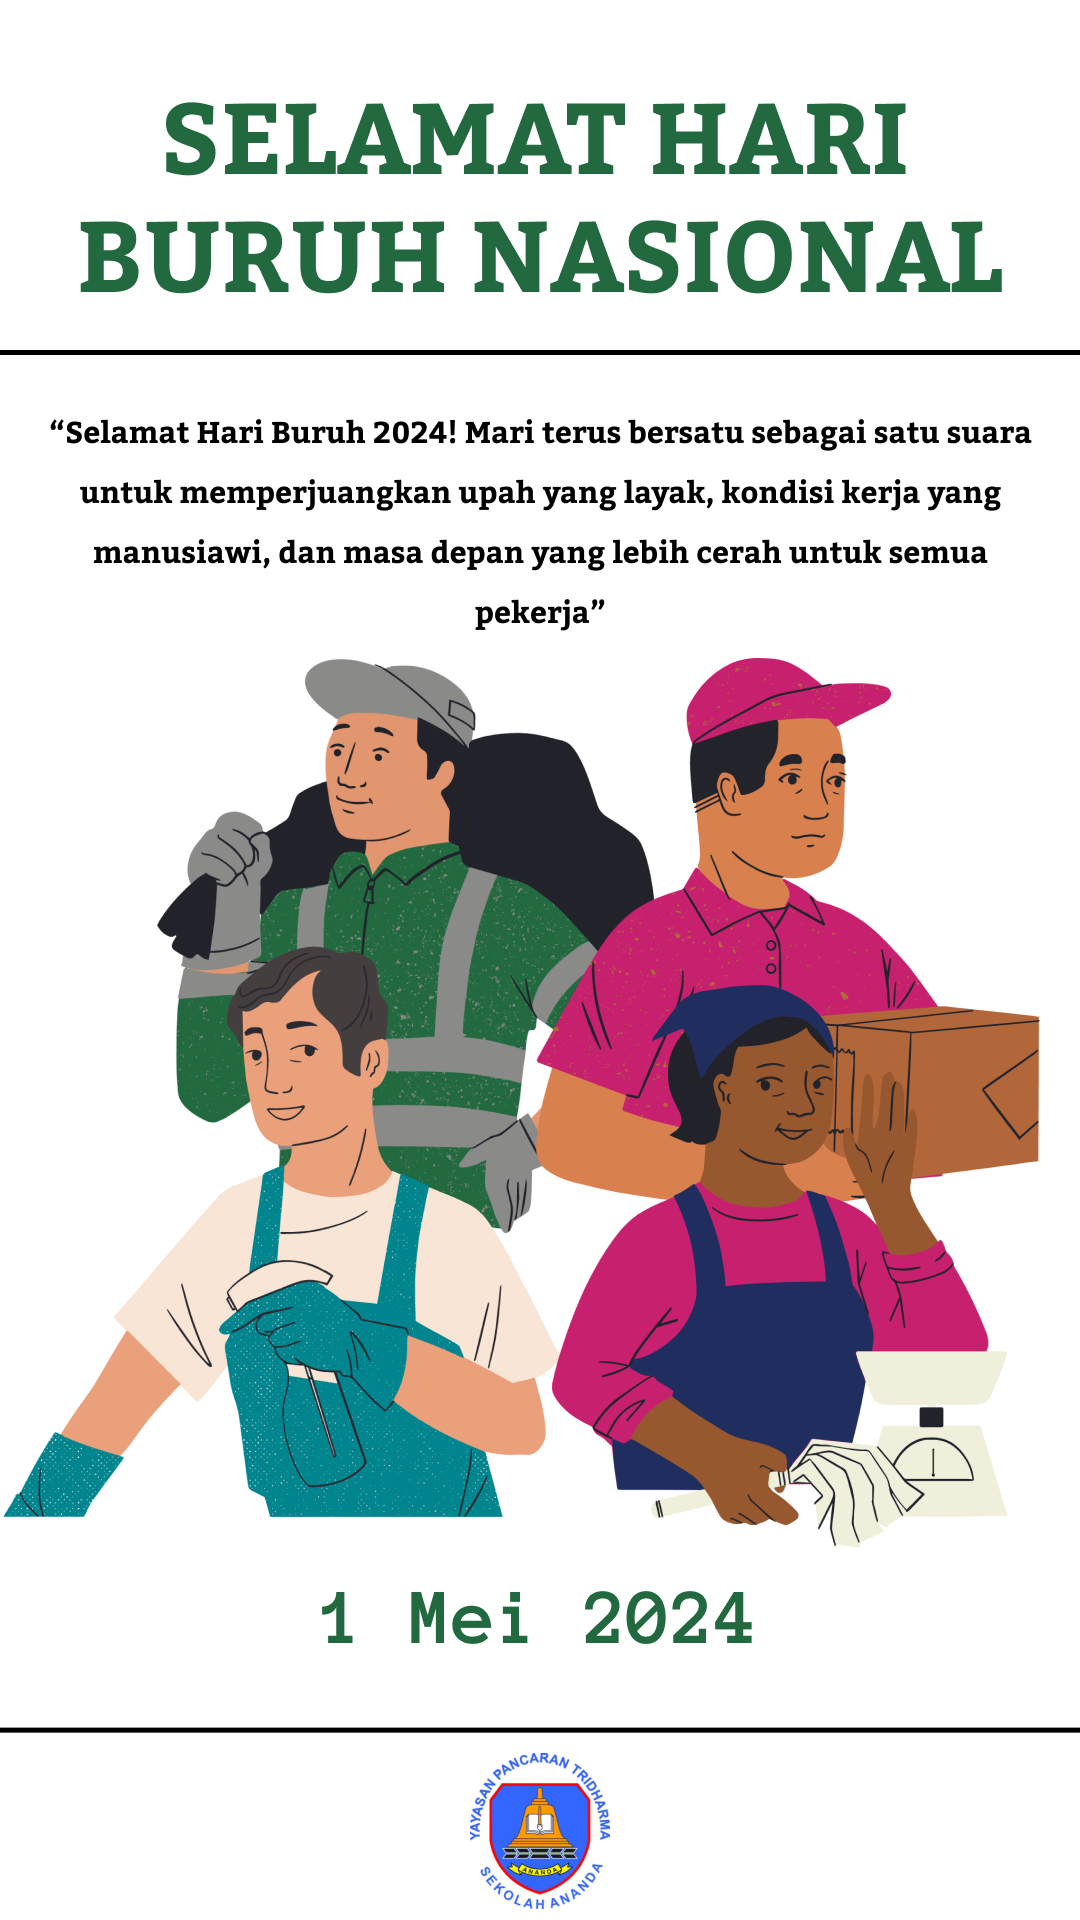 SELAMAT HARI
BURUH NASIONAL
“Selamat Hari Buruh 2024! Mari terus bersatu sebagai satu suara
untuk memperjuangkan upah yang layak, kondisi kerja yang
manusiawi, dan masa depan yang lebih cerah untuk semua
pekerja”
1 Mei 2024
YAYASAN PANCARAN TRIDHARMA
ANANDA
SEKOLAH ANANDA